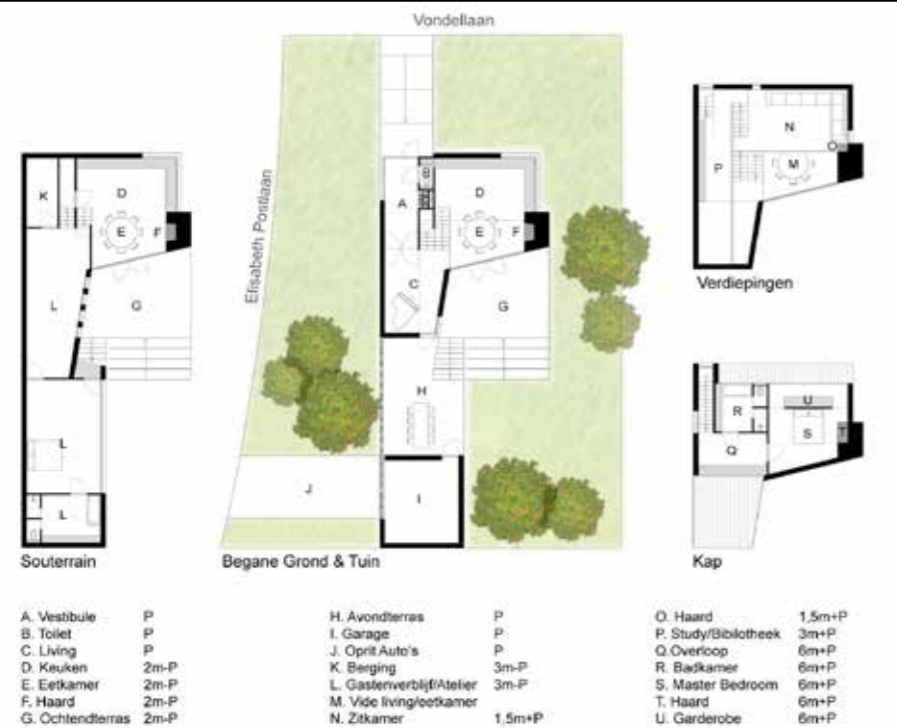 Vondellaan
Elisabeth Postlaan
K
D
E
F
L
G
L
L
Souterrain
B
A
D
E
F
C
G
H
J
I
Begane Grond & Tuin
N
O
M
P
Verdiepingen
U
R
S
T
Q
Kap
A. Vestibule P
B. Toilet P
C. Living P
D. Keuken 2m-P
E. Eetkamer 2m-P
F. Haard 2m-P
G. Ochtendterras 2m-P
H. Avondterras P
I. Garage P
J. Oprit Auto's P
K. Berging 3m-P
L. Gastenverblijf/Atelier 3m-P
M. Vide living/eetkamer
N. Zitkamer 1,5m+P
O. Haard 1,5m+P
P. Study/Bibilotheek 3m+P
Q.Overloop 6m+P
R. Badkamer 6m+P
S. Master Bedroom 6m+P
T. Haard 6m+P
U. Garderobe 6m+P